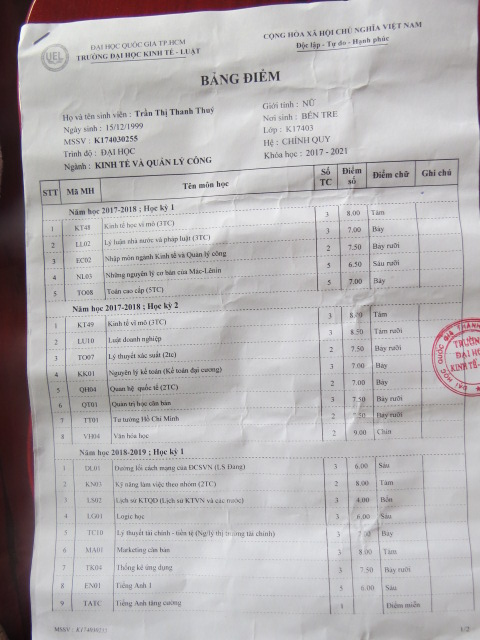 ĐẠI HỌC QUỐC GIA TP.HCM
TRƯỜNG ĐẠI HỌC KINH TẾ - LUẬT
UEL
CỘNG HÒA XÃ HỘI CHỦ NGHĨA VIỆT NAM
Độc lập - Tự do - Hạnh phúc
BẢNG ĐIỂM
Họ và tên sinh viên : Trần Thị Thanh Thuý Giới tính : NỮ
Ngày sinh : 15/12/1999 Nơi sinh : BẾN TRE
MSSV : K174030255 Lớp : K17403
Trình độ : ĐẠI HỌC Hệ : CHÍNH QUY
Ngành : KINH TẾ VÀ QUẢN LÝ CÔNG Khóa học : 2017 - 2021
STT Mã MH Tên môn học Số TC Điểm số Điểm chữ Ghi chú
Năm học 2017-2018 ; Học kỳ 1
1 KT48 Kinh tế học vi mô (3TC) 3 8.00 Tám
2 LL02 Lý luận nhà nước và pháp luật (3TC) 3 7.00 Bảy
3 EC02 Nhập môn ngành Kinh tế và Quản lý công 2 7.50 Bảy rưỡi
4 NL03 Những nguyên lý cơ bản của Mác-Lênin 5 6.50 Sáu rưỡi
5 TO08 Toán cao cấp (5TC) 5 7.00 Bảy
Năm học 2017-2018 ; Học kỳ 2
1 KT49 Kinh tế vĩ mô (3TC) 3 8.00 Tám
2 LU10 Luật doanh nghiệp 3 8.50 Tám rưỡi
3 TO07 Lý thuyết xác suất (2tc) 2 7.50 Bảy rưỡi
4 KK01 Nguyên lý kế toán (Kế toán đại cương) 3 7.00 Bảy
5 QH04 Quan hệ quốc tế (2TC) 2 7.00 Bảy
6 QT01 Quản trị học căn bản 3 7.50 Bảy rưỡi
7 TT01 Tư tưởng Hồ Chí Minh 2 7.50 Bảy rưỡi
8 VH04 Văn hóa học 2 9.00 Chín
Năm học 2018-2019 ; Học kỳ 1
1 DL01 Đường lối cách mạng của ĐCSVN (LS Đảng) 3 6.00 Sáu
2 KN03 Kỹ năng làm việc theo nhóm (2TC) 2 8.00 Tám
3 LS02 Lịch sử KTQD (Lịch sử KTVN và các nước) 3 4.00 Bốn
4 LG01 Logic học 3 6.00 Sáu
5 TC10 Lý thuyết tài chính - tiền tệ (Ng/lý thị trường tài chính) 3 Bảy
6 MA01 Marketing căn bản 3 8.00 Tám
7 TK04 Thống kê ứng dụng 3 7.50 Bảy rưỡi
8 EN01 Tiếng Anh 1 5 6.00 Sáu
9 TATC Tiếng Anh tăng cường Điểm miễn
MSSV : K174030255 1/2